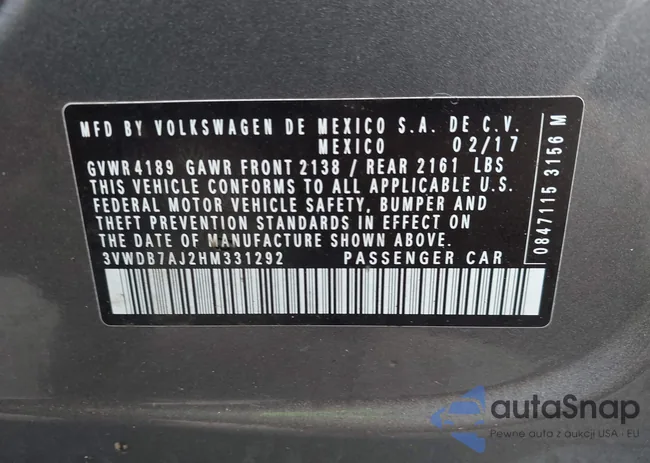 MFD BY VOLKSWAGEN DE MEXICO S.A. DE C.V.
MEXICO 02/17
GVWR 4189 GAWR FRONT 2138 / REAR 2161 LBS
THIS VEHICLE CONFORMS TO ALL APPLICABLE U.S.
FEDERAL MOTOR VEHICLE SAFETY, BUMPER AND
THEFT PREVENTION STANDARDS IN EFFECT ON
THE DATE OF MANUFACTURE SHOWN ABOVE.
3VWDB7AJ2HM331292 PASSENGER CAR
0847115 3156 M
autaSnap
Pewne auta z aukcji USA - EU